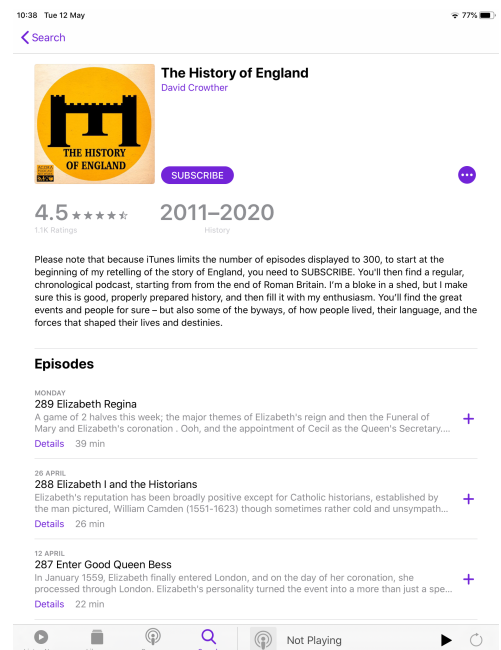 10:38 Tue 12 May
77%
Search
The History of England
David Crowther
THE HISTORY
OF ENGLAND
SUBSCRIBE
4.5
2011–2020
1.1K Ratings
History
Please note that because iTunes limits the number of episodes displayed to 300, to start at the
beginning of my retelling of the story of England, you need to SUBSCRIBE. You'll then find a regular,
chronological podcast, starting from from the end of Roman Britain. I'm a bloke in a shed, but I make
sure this is good, properly prepared history, and then fill it with my enthusiasm. You'll find the great
events and people for sure – but also some of the byways, of how people lived, their language, and the
forces that shaped their lives and destinies.
Episodes
MONDAY
289 Elizabeth Regina
A game of 2 halves this week; the major themes of Elizabeth's reign and then the Funeral of
Mary and Elizabeth's coronation . Ooh, and the appointment of Cecil as the Queen's Secretary....
Details 39 min
26 APRIL
288 Elizabeth I and the Historians
Elizabeth's reputation has been broadly positive except for Catholic historians, established by
the man pictured, William Camden (1551-1623) though sometimes rather cold and unsympath...
Details 26 min
12 APRIL
287 Enter Good Queen Bess
In January 1559, Elizabeth finally entered London, and on the day of her coronation, she
processed through London. Elizabeth's personality turned the event into a more than just a spe...
Details 22 min
Not Playing